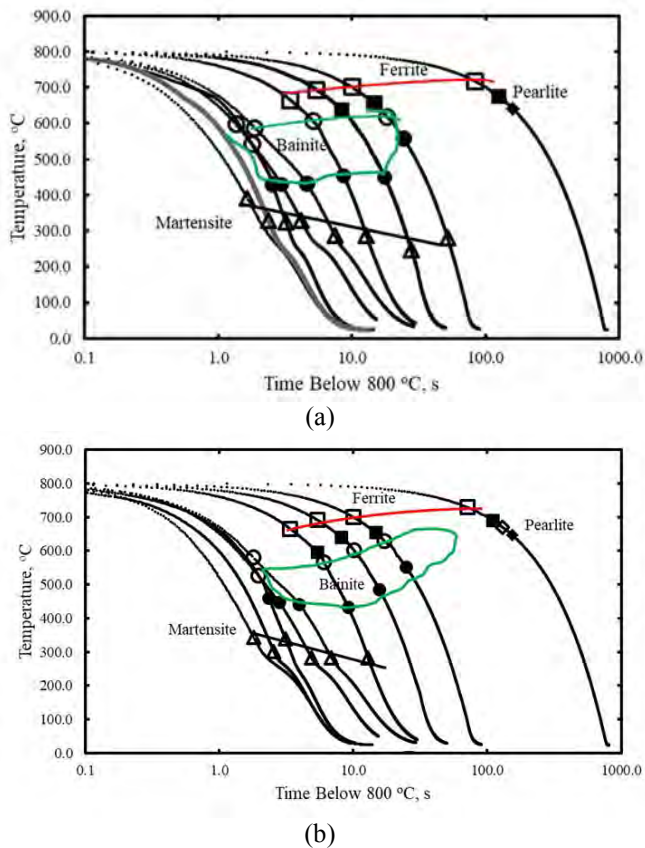 900.0
800.0
700.0
600.0
500.0
400.0
300.0
200.0
100.0
0.0
Temperature, °C
Ferrite
Pearlite
Bainite
Martensite
0.1 1.0 10.0 100.0 1000.0
Time Below 800 °C, s
(a)
900.0
800.0
700.0
600.0
500.0
400.0
300.0
200.0
100.0
0.0
Temperature, °C
Ferrite
Pearlite
Bainite
Martensite
0.1 1.0 10.0 100.0 1000.0
Time Below 800 °C, s
(b)